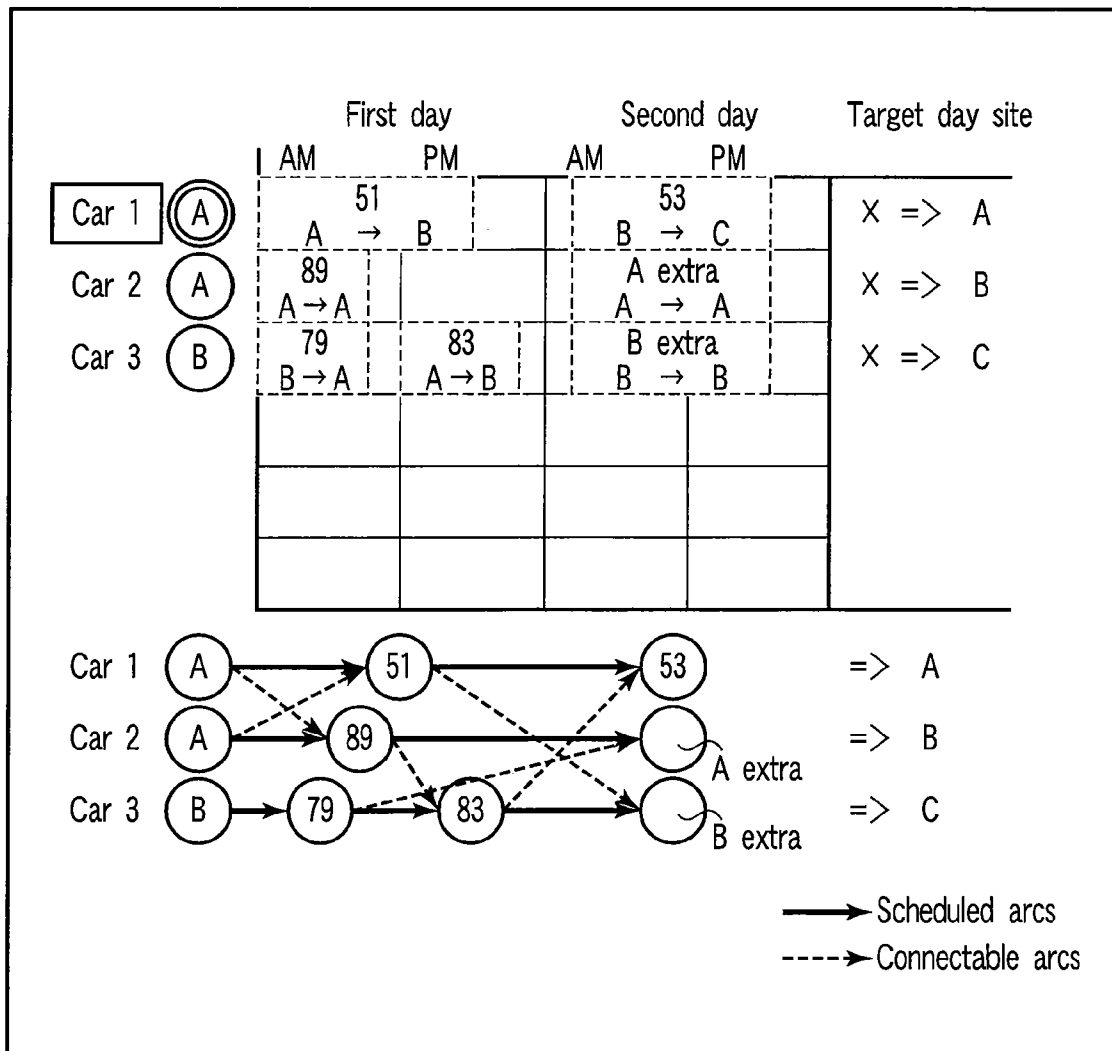 First day Second day Target day site
AM PM AM PM
Car 1 A 51 53 X => A
A → B B → C
Car 2 A 89 A extra X => B
A → A A → A
Car 3 B 79 83 B extra X => C
B → A A → B B → B
Car 1 A 51 53 => A
Car 2 A 89 => B
A extra
Car 3 B 79 83 => C
B extra
Scheduled arcs
Connectable arcs